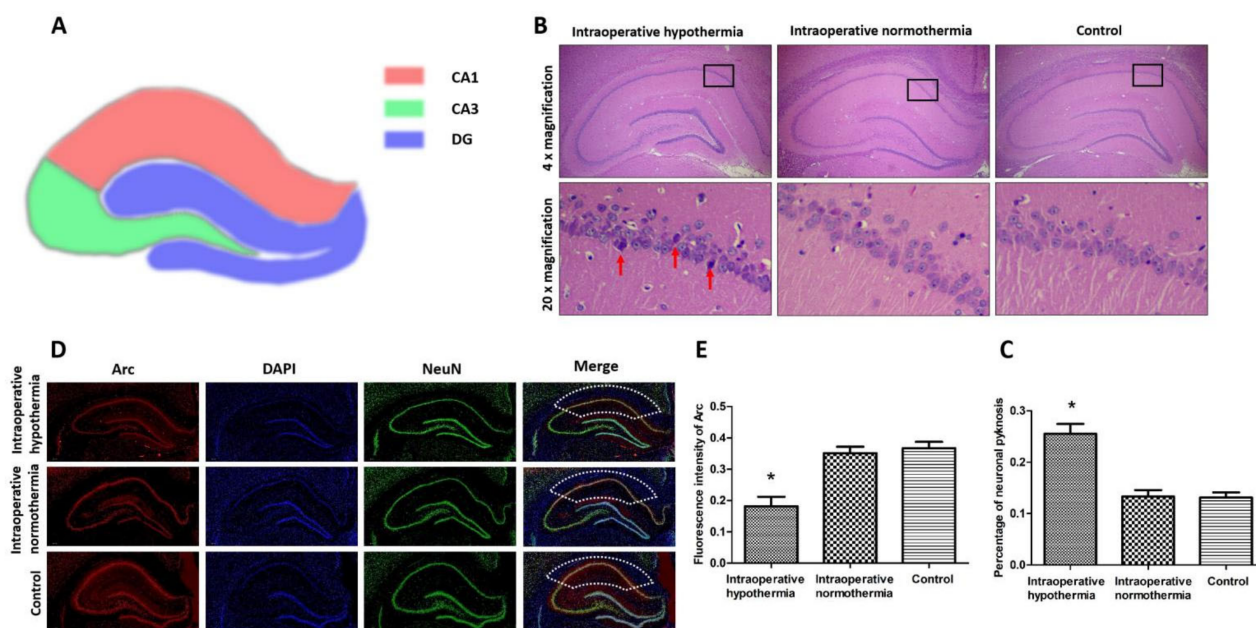 A
CA1
CA3
DG
B
Intraoperative hypothermia
Intraoperative normothermia
Control
4 x magnification
20 x magnification
D
Arc
DAPI
NeuN
Merge
Intraoperative
hypothermia
Intraoperative
normothermia
Control
E
Fluorescence intensity of Arc
0.5
0.4
0.3
0.2
0.1
0.0
*
Intraoperative
hypothermia
Intraoperative
normothermia
Control
C
Percentage of neuronal pyknosis
0.3
0.2
0.1
0.0
*
Intraoperative
hypothermia
Intraoperative
normothermia
Control